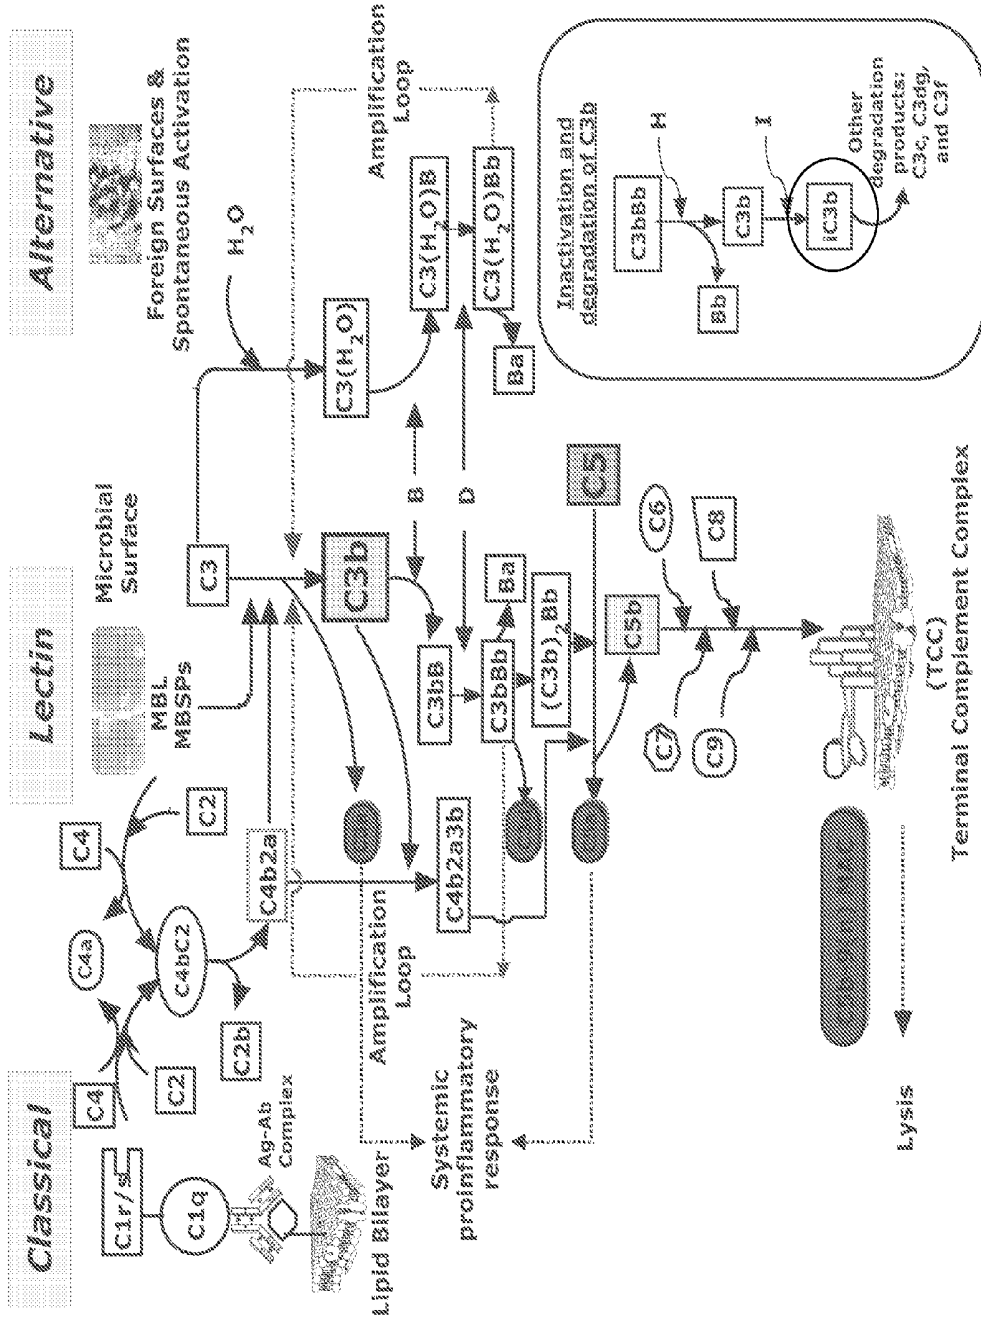 Classical
Lectin
Alternative
Microbial
Surface
Foreign Surfaces &
Spontaneous Activation
C1r/s
C1q
Ag-Ab
Complex
Lipid Bilayer
C4
C2
C4a
C4
C2
C4bC2
C2b
C4b2a
MBL
MBSPs
C3
H2O
C3(H2O)
C3b
Amplification
Loop
Amplification
Loop
B
D
C3(H2O)B
C3(H2O)Bb
Ba
C3bB
C3bBb
Ba
(C3b)2Bb
C4b2a3b
Systemic
proinflammatory
response
C5
C5b
C6
C7
C8
C9
(TCC)
Terminal Complement Complex
Lysis
Inactivation and
degradation of C3b
C3bBb
H
Bb
C3b
I
iC3b
Other
degradation
products:
C3c, C3dg,
and C3f